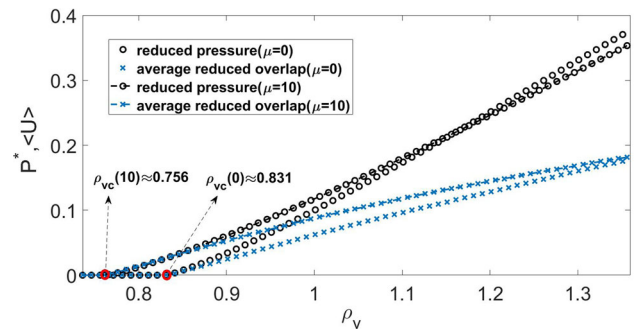 0.4
0.3
0.2
0.1
0
P*, <U>
reduced pressure(μ=0)
average reduced overlap(μ=0)
reduced pressure(μ=10)
average reduced overlap(μ=10)
ρvc(10)≈0.756
ρvc(0)≈0.831
0.8 0.9 1 1.1 1.2 1.3
ρv